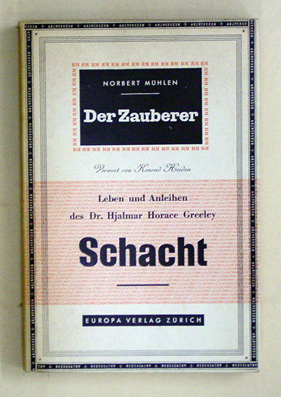 NORBERT MÜHLEN
Der Zauberer
Vorwort von Konrad Heiden
Leben und Anleihen
des Dr. Hjalmar Horace Greeley
Schacht
EUROPA VERLAG ZÜRICH